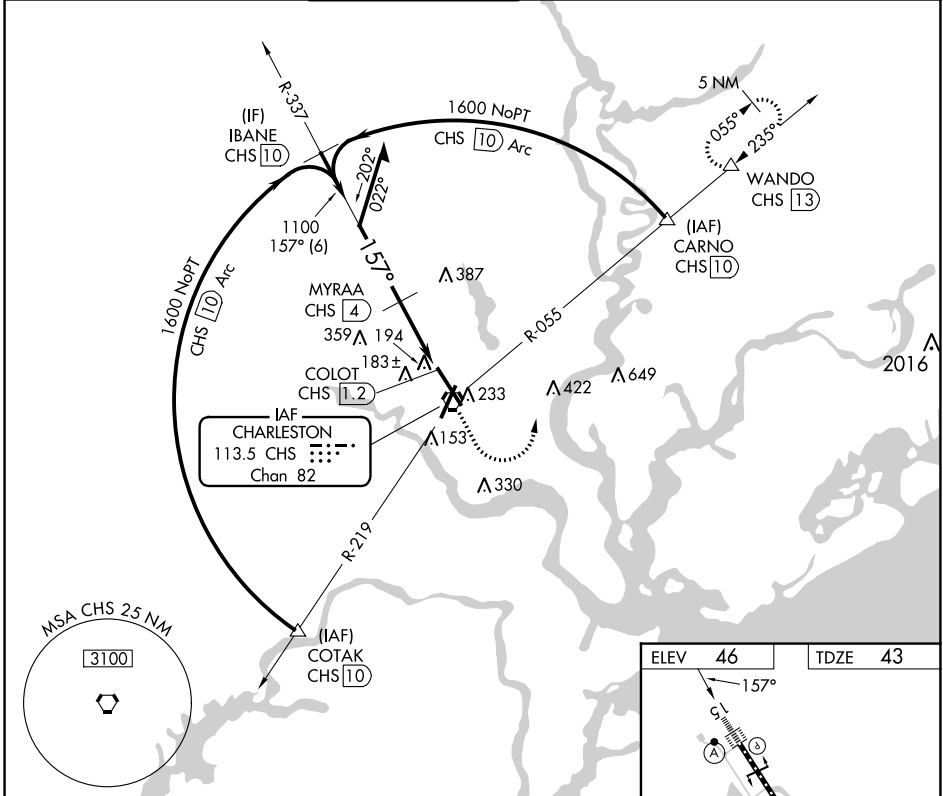 R-337
(IF)
IBANE
CHS 10
1600 NoPT
CHS 10 Arc
5 NM
055°
235°
WANDO
CHS 13
202°
022°
1100
157° (6)
157°
(IAF)
CARNO
CHS 10
1600 NoPT
CHS 10 Arc
MYRAA
CHS 4
387
R-055
359
194
183±
2016
COLOT
CHS 1.2
233
422
649
IAF
CHARLESTON
113.5 CHS
Chan 82
153
330
R-219
MSA CHS 25 NM
3100
(IAF)
COTAK
CHS 10
ELEV 46
TDZE 43
157°
15
A
P